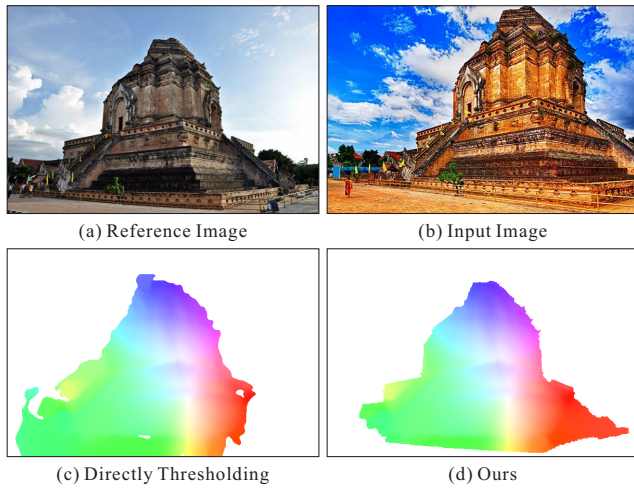 (a) Reference Image
(b) Input Image
(c) Directly Thresholding
(d) Ours